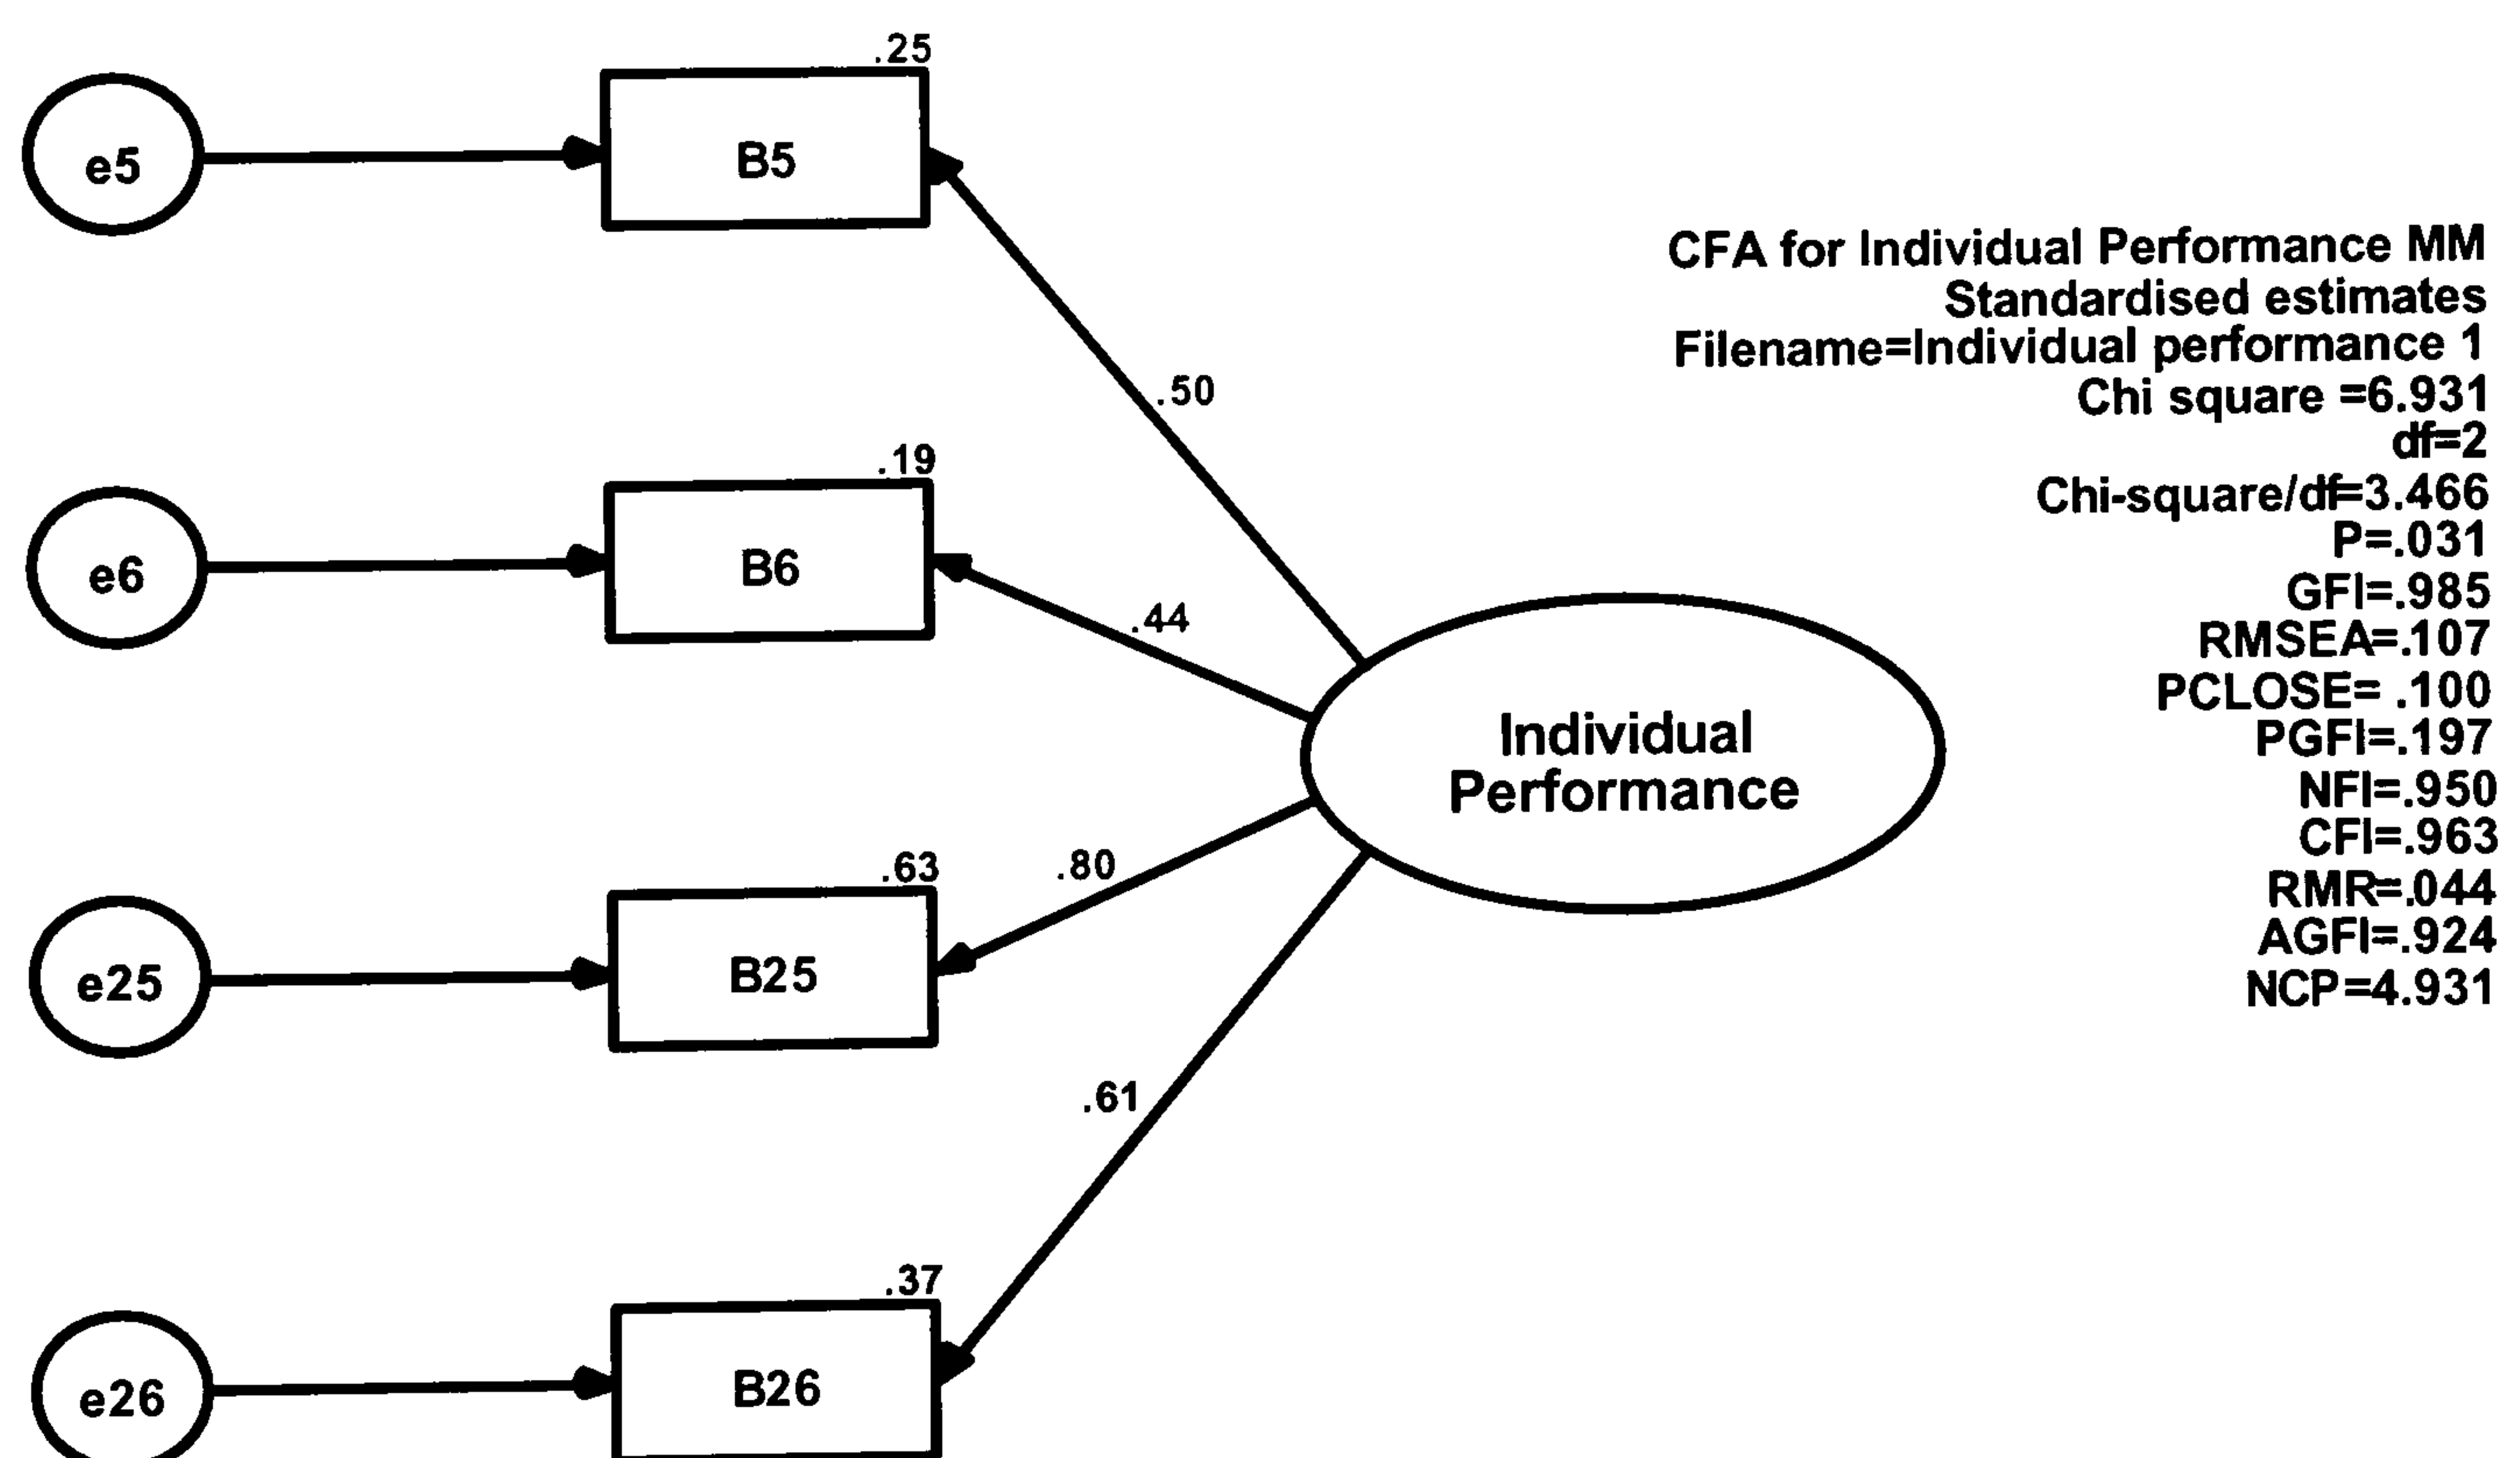 .25
e5
B5
CFA for Individual Performance MM
Standardised estimates
Filename=Individual performance 1
Chi square =6.931
df=2
Chi-square/df=3.466
P=.031
GFI=.985
RMSEA=.107
PCLOSE= .100
PGFI=.197
NFI=.950
CFI=.963
RMR=.044
AGFI=.924
NCP=4.931
.50
.19
e6
B6
.44
Individual
Performance
.63
.80
e25
B25
.61
.37
e26
B26